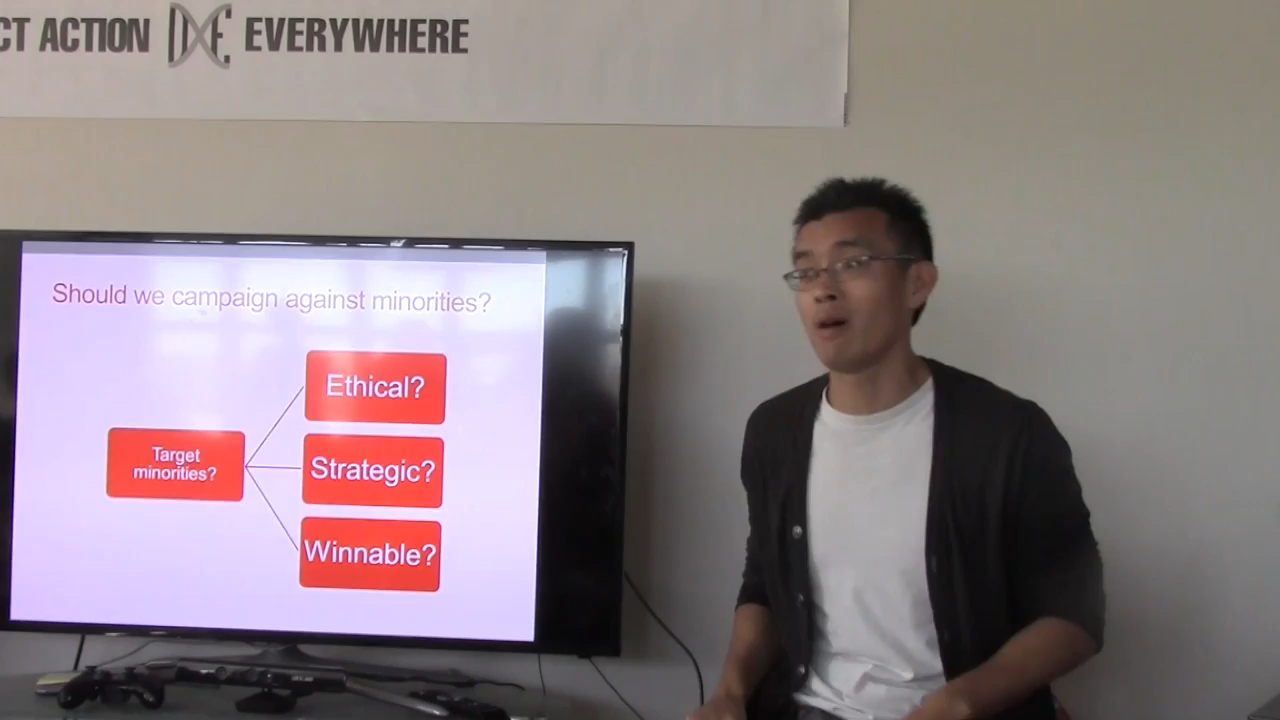 CT ACTION DXE EVERYWHERE
Should we campaign against minorities?
Target
minorities?
Ethical?
Strategic?
Winnable?